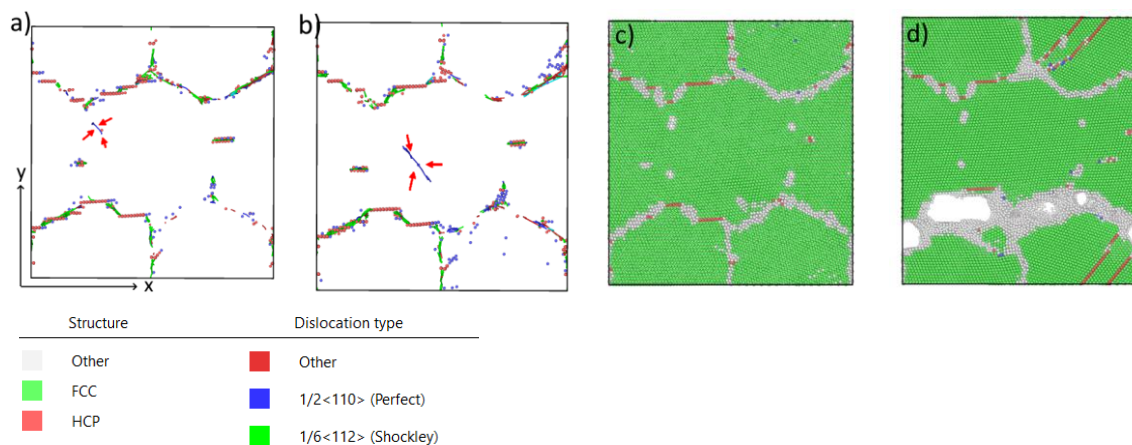 a)
b)
c)
d)
y
x
Structure
Dislocation type
Other
Other
FCC
1/2<110> (Perfect)
HCP
1/6<112> (Shockley)